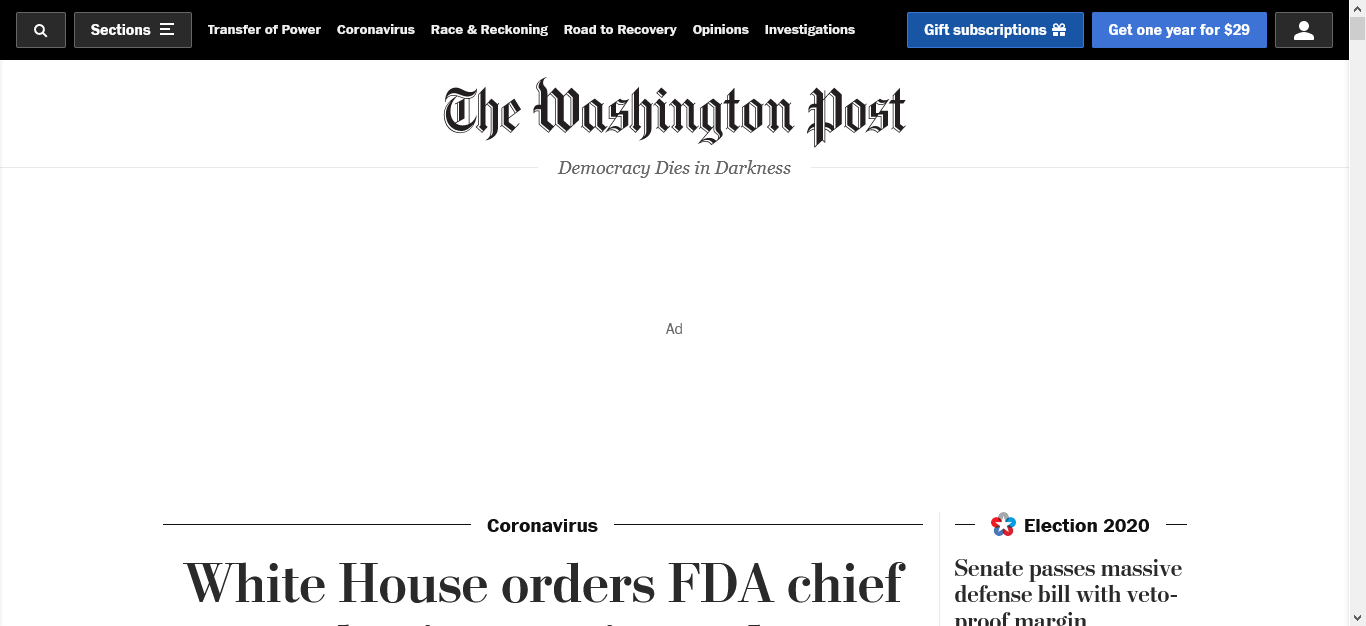 Sections
Transfer of Power
Coronavirus
Race & Reckoning
Road to Recovery
Opinions
Investigations
Gift subscriptions
Get one year for $29
The Washington Post
Democracy Dies in Darkness
Ad
Coronavirus
White House orders FDA chief
Election 2020
Senate passes massive
defense bill with veto-
proof margin